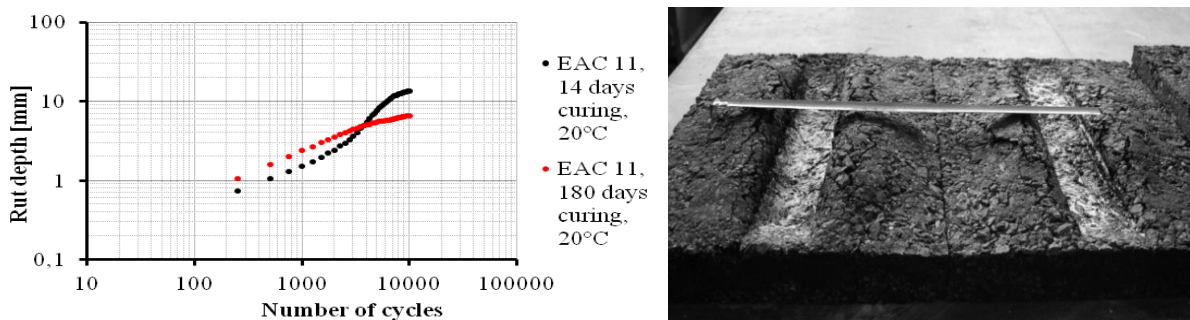 100
10
1
0,1
Rut depth [mm]
10
100
1000
10000
100000
Number of cycles
EAC 11,
14 days
curing,
20°C
EAC 11,
180 days
curing,
20°C